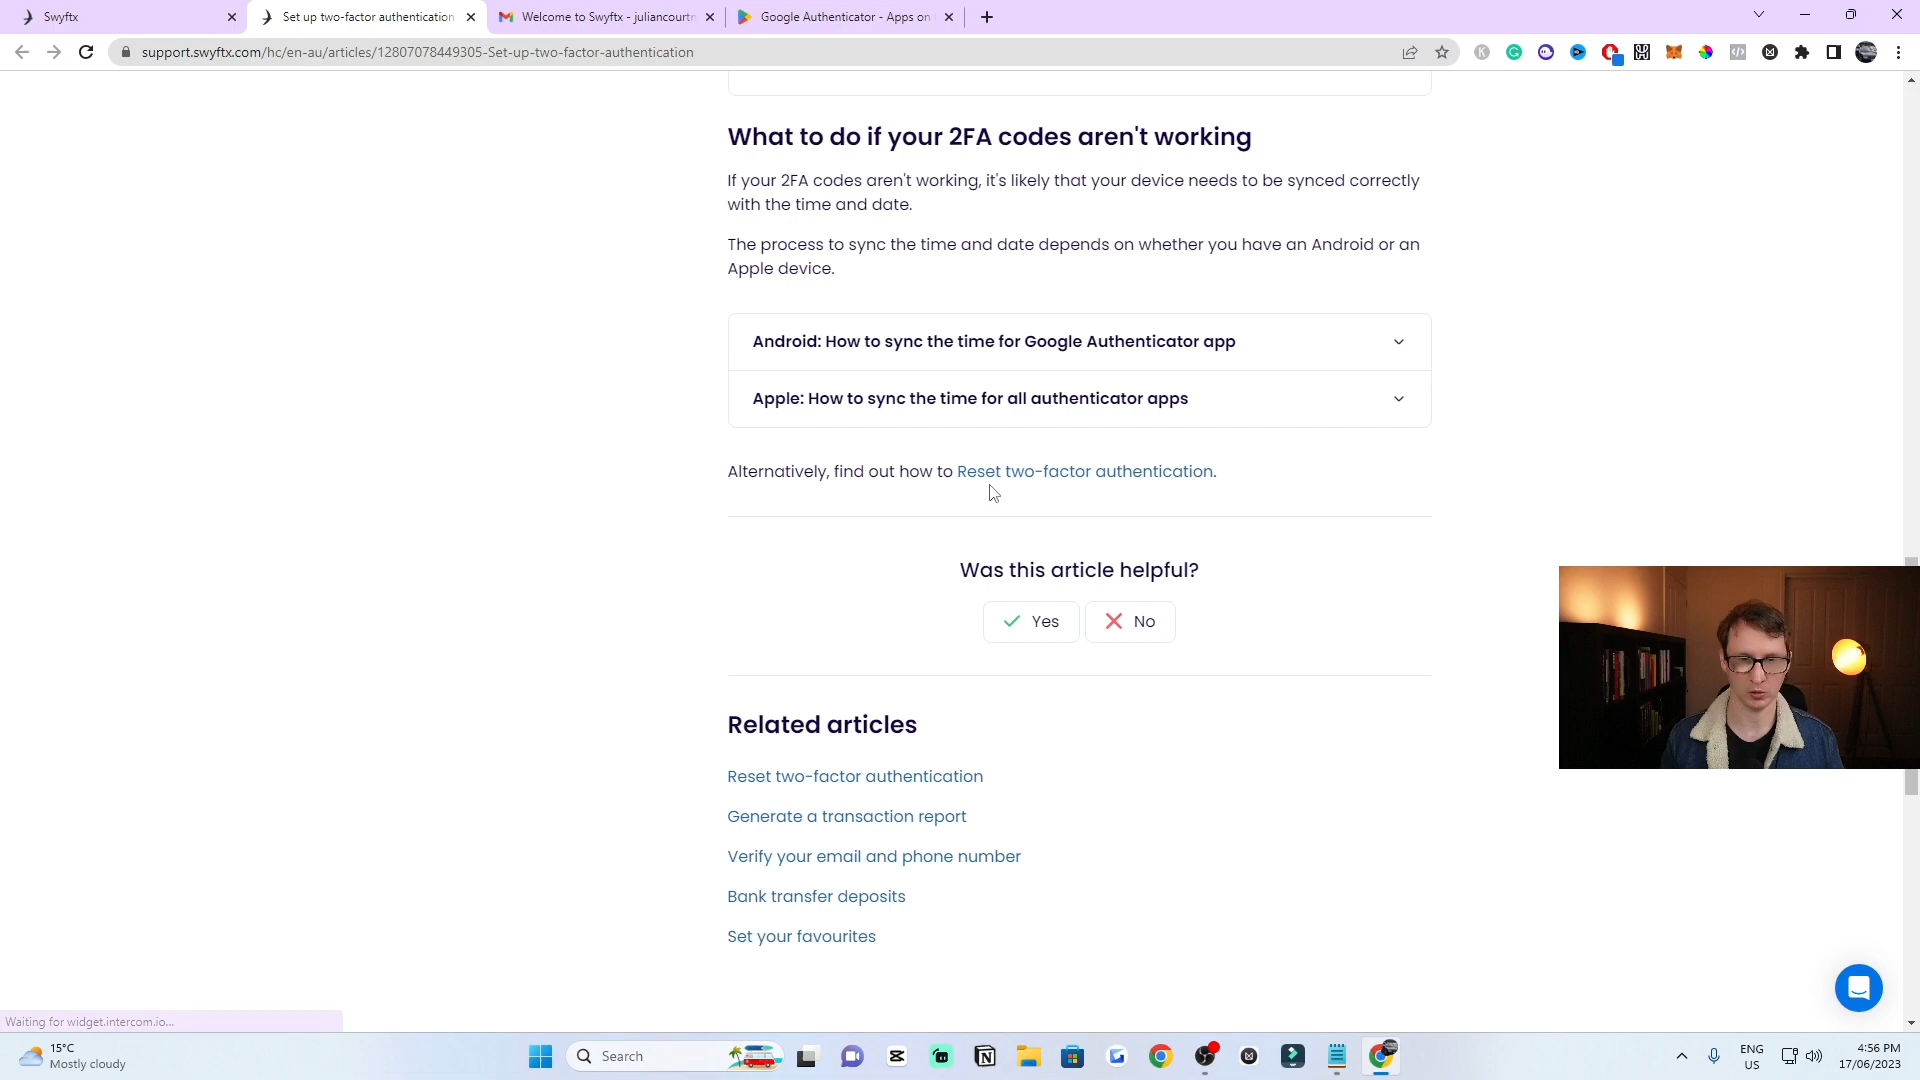 Swyftx
Set up two-factor authentication
Welcome to Swyftx - juliancourtn
Google Authenticator - Apps on
support.swyftx.com/hc/en-au/articles/12807078449305-Set-up-two-factor-authentication
What to do if your 2FA codes aren't working
If your 2FA codes aren't working, it's likely that your device needs to be synced correctly
with the time and date.
The process to sync the time and date depends on whether you have an Android or an
Apple device.
Android: How to sync the time for Google Authenticator app
Apple: How to sync the time for all authenticator apps
Alternatively, find out how to Reset two-factor authentication.
Was this article helpful?
Yes
No
Related articles
Reset two-factor authentication
Generate a transaction report
Verify your email and phone number
Bank transfer deposits
Set your favourites
Waiting for widget.intercom.io...
15°C
Mostly cloudy
Search
ENG
US
4:56 PM
17/06/2023